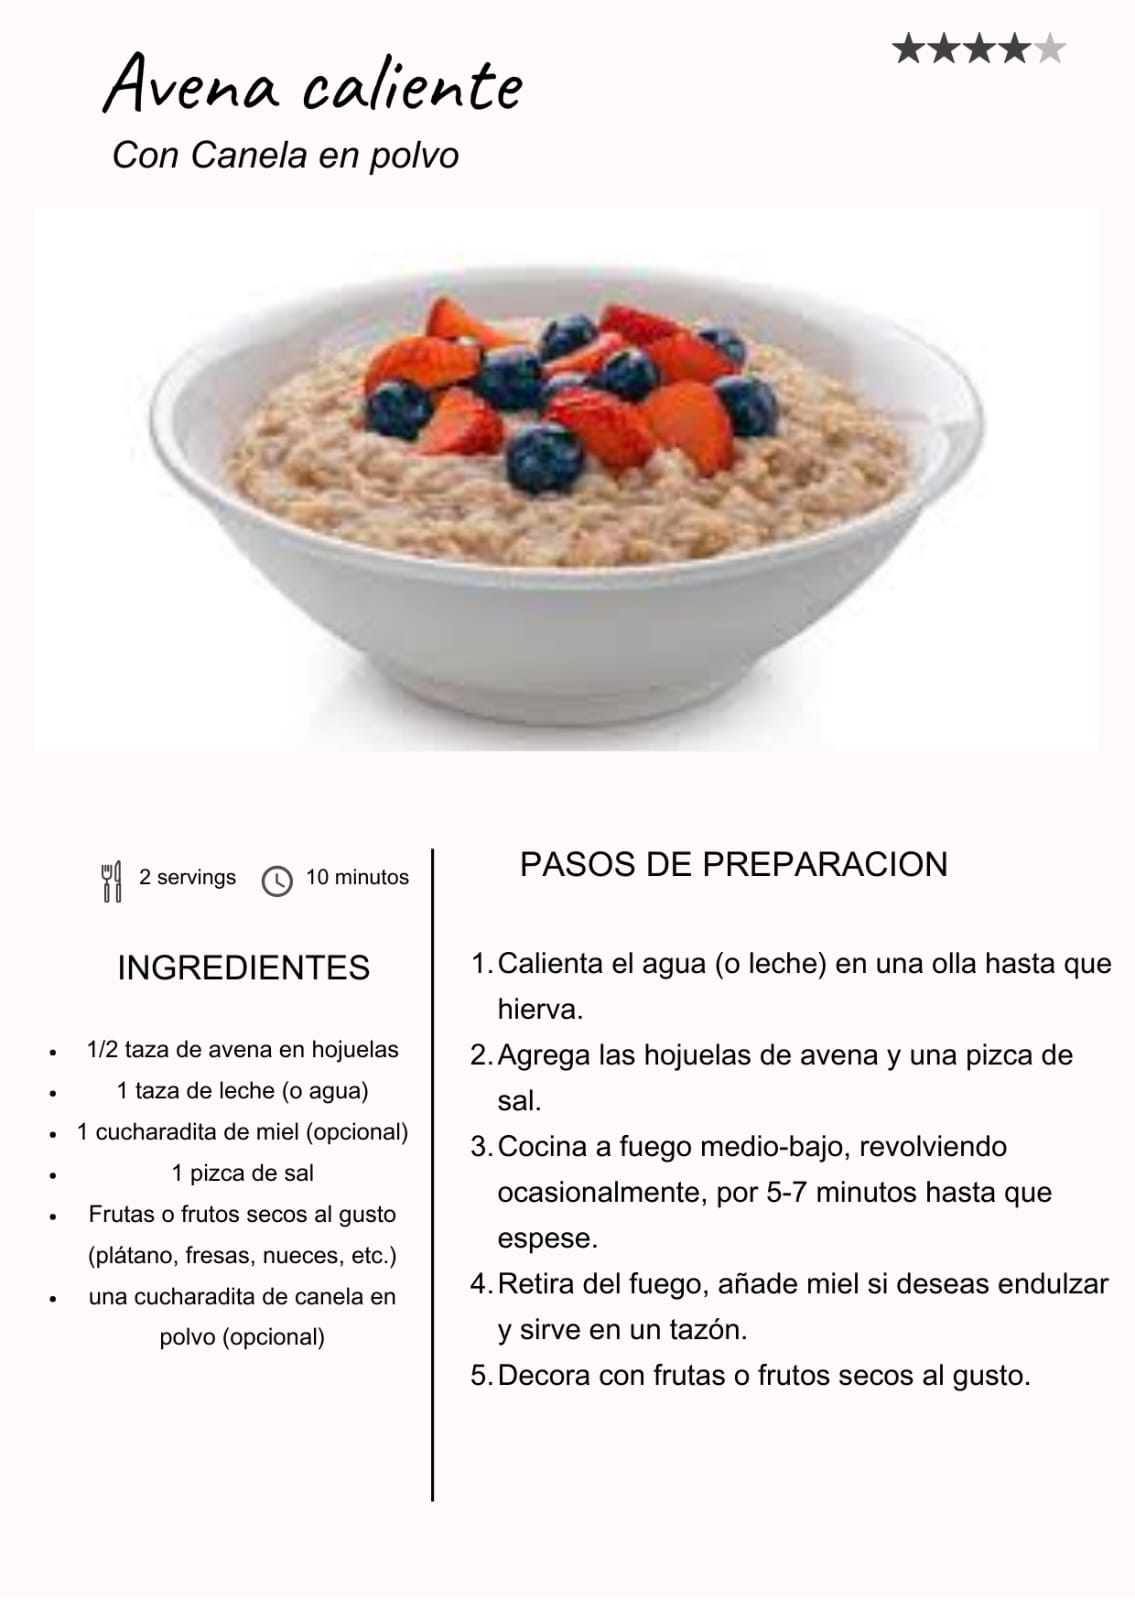 Avena caliente
Con Canela en polvo
2 servings
10 minutos
INGREDIENTES
• 1/2 taza de avena en hojuelas
• 1 taza de leche (o agua)
• 1 cucharadita de miel (opcional)
• 1 pizca de sal
• Frutas o frutos secos al gusto
(plátano, fresas, nueces, etc.)
• una cucharadita de canela en
polvo (opcional)
PASOS DE PREPARACION
1. Calienta el agua (o leche) en una olla hasta que
hierva.
2. Agrega las hojuelas de avena y una pizca de
sal.
3. Cocina a fuego medio-bajo, revolviendo
ocasionalmente, por 5-7 minutos hasta que
espese.
4. Retira del fuego, añade miel si deseas endulzar
y sirve en un tazón.
5. Decora con frutas o frutos secos al gusto.